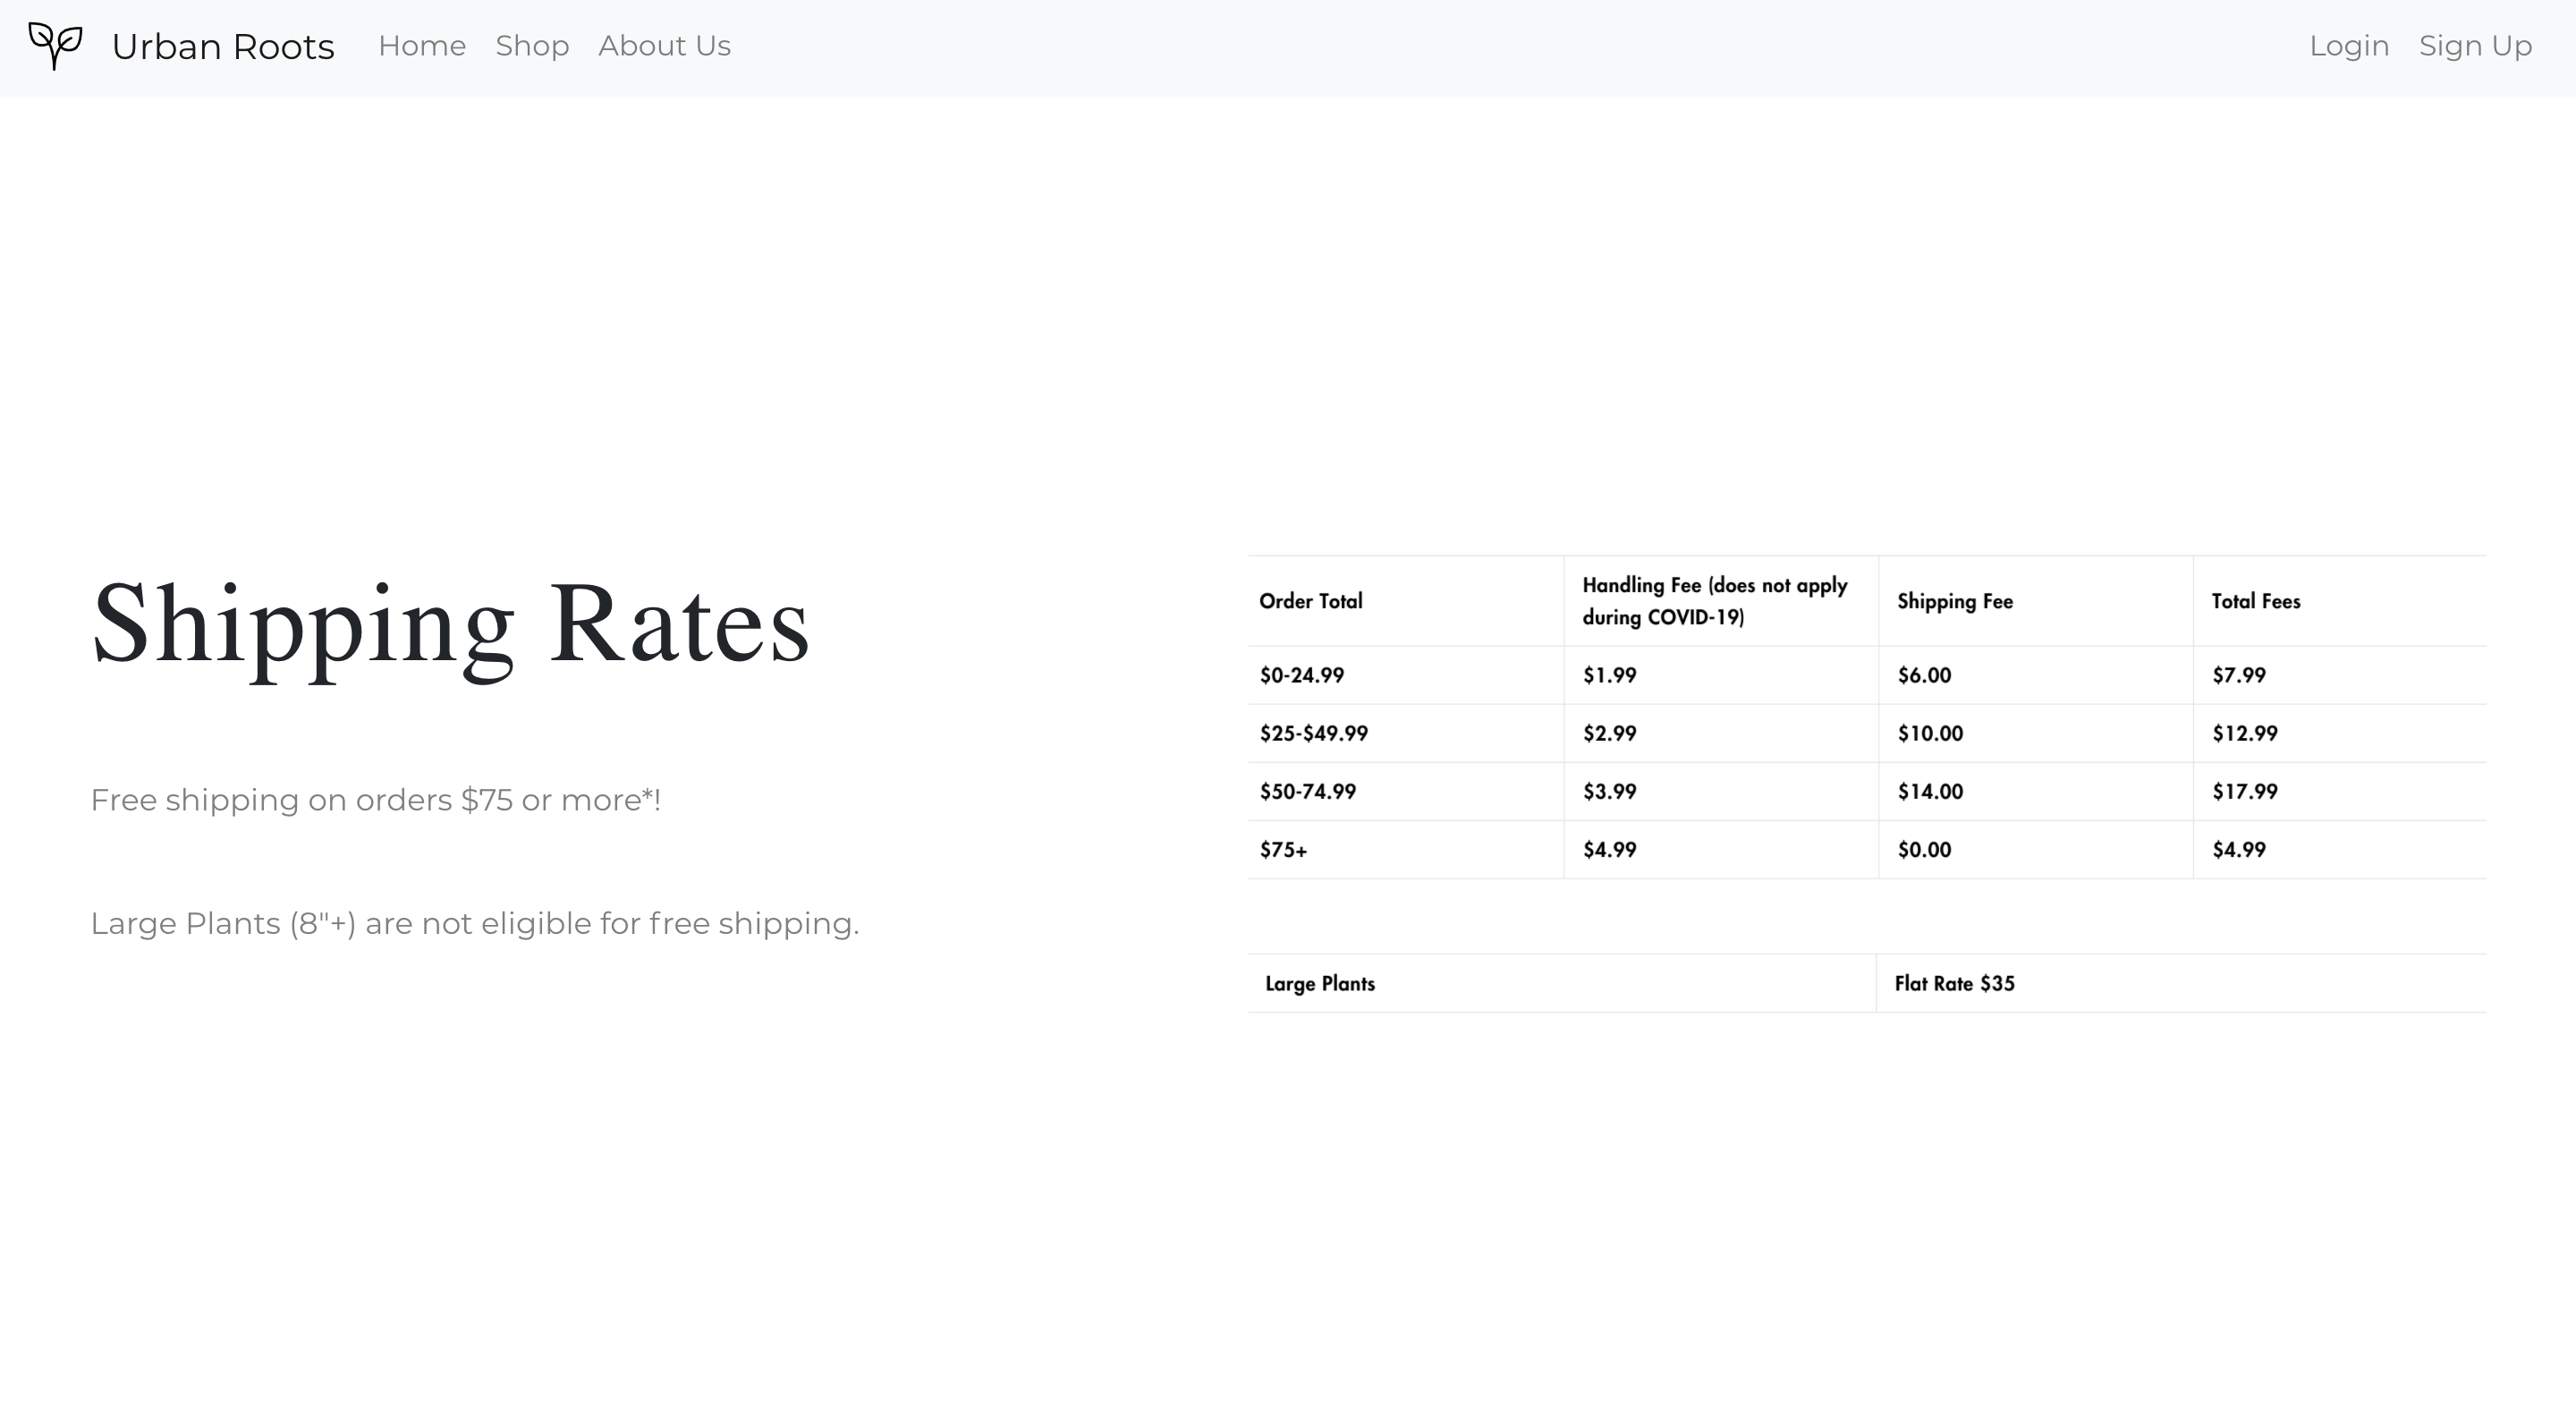 Urban Roots Home Shop About Us Login Sign Up
Shipping Rates
Free shipping on orders $75 or more*!
Large Plants (8"+) are not eligible for free shipping.
Order Total Handling Fee (does not apply during COVID-19) Shipping Fee Total Fees
$0-24.99 $1.99 $6.00 $7.99
$25-$49.99 $2.99 $10.00 $12.99
$50-74.99 $3.99 $14.00 $17.99
$75+ $4.99 $0.00 $4.99
Large Plants Flat Rate $35